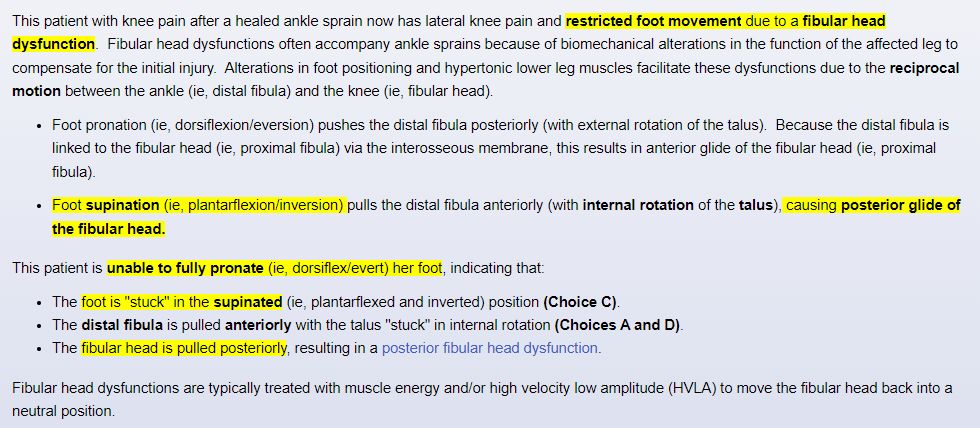 This patient with knee pain after a healed ankle sprain now has lateral knee pain and restricted foot movement due to a fibular head
dysfunction.  Fibular head dysfunctions often accompany ankle sprains because of biomechanical alterations in the function of the affected leg to
compensate for the initial injury.  Alterations in foot positioning and hypertonic lower leg muscles facilitate these dysfunctions due to the reciprocal
motion between the ankle (ie, distal fibula) and the knee (ie, fibular head).
• Foot pronation (ie, dorsiflexion/eversion) pushes the distal fibula posteriorly (with external rotation of the talus).  Because the distal fibula is
linked to the fibular head (ie, proximal fibula) via the interosseous membrane, this results in anterior glide of the fibular head (ie, proximal
fibula).
• Foot supination (ie, plantarflexion/inversion) pulls the distal fibula anteriorly (with internal rotation of the talus), causing posterior glide of
the fibular head.
This patient is unable to fully pronate (ie, dorsiflex/evert) her foot, indicating that:
• The foot is "stuck" in the supinated (ie, plantarflexed and inverted) position (Choice C).
• The distal fibula is pulled anteriorly with the talus "stuck" in internal rotation (Choices A and D).
• The fibular head is pulled posteriorly, resulting in a posterior fibular head dysfunction.
Fibular head dysfunctions are typically treated with muscle energy and/or high velocity low amplitude (HVLA) to move the fibular head back into a
neutral position.